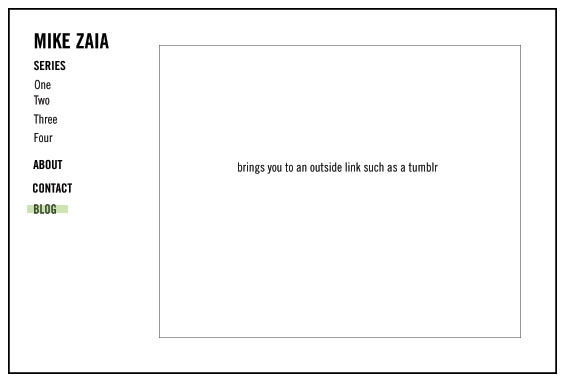 MIKE ZAIA
SERIES
One
Two
Three
Four
ABOUT
CONTACT
BLOG
brings you to an outside link such as a tumblr